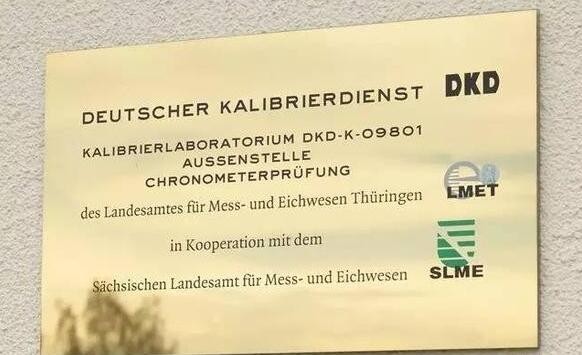 DEUTSCHER KALIBRIERDIENST DKD
KALIBRIERLABORATORIUM DKD-K-09801
AUSSENSTELLE
CHRONOMETERPRÜFUNG
des Landesamtes für Mess- und Eichwesen Thüringen LMET
in Kooperation mit dem
Sächsischen Landesamt für Mess- und Eichwesen SLME